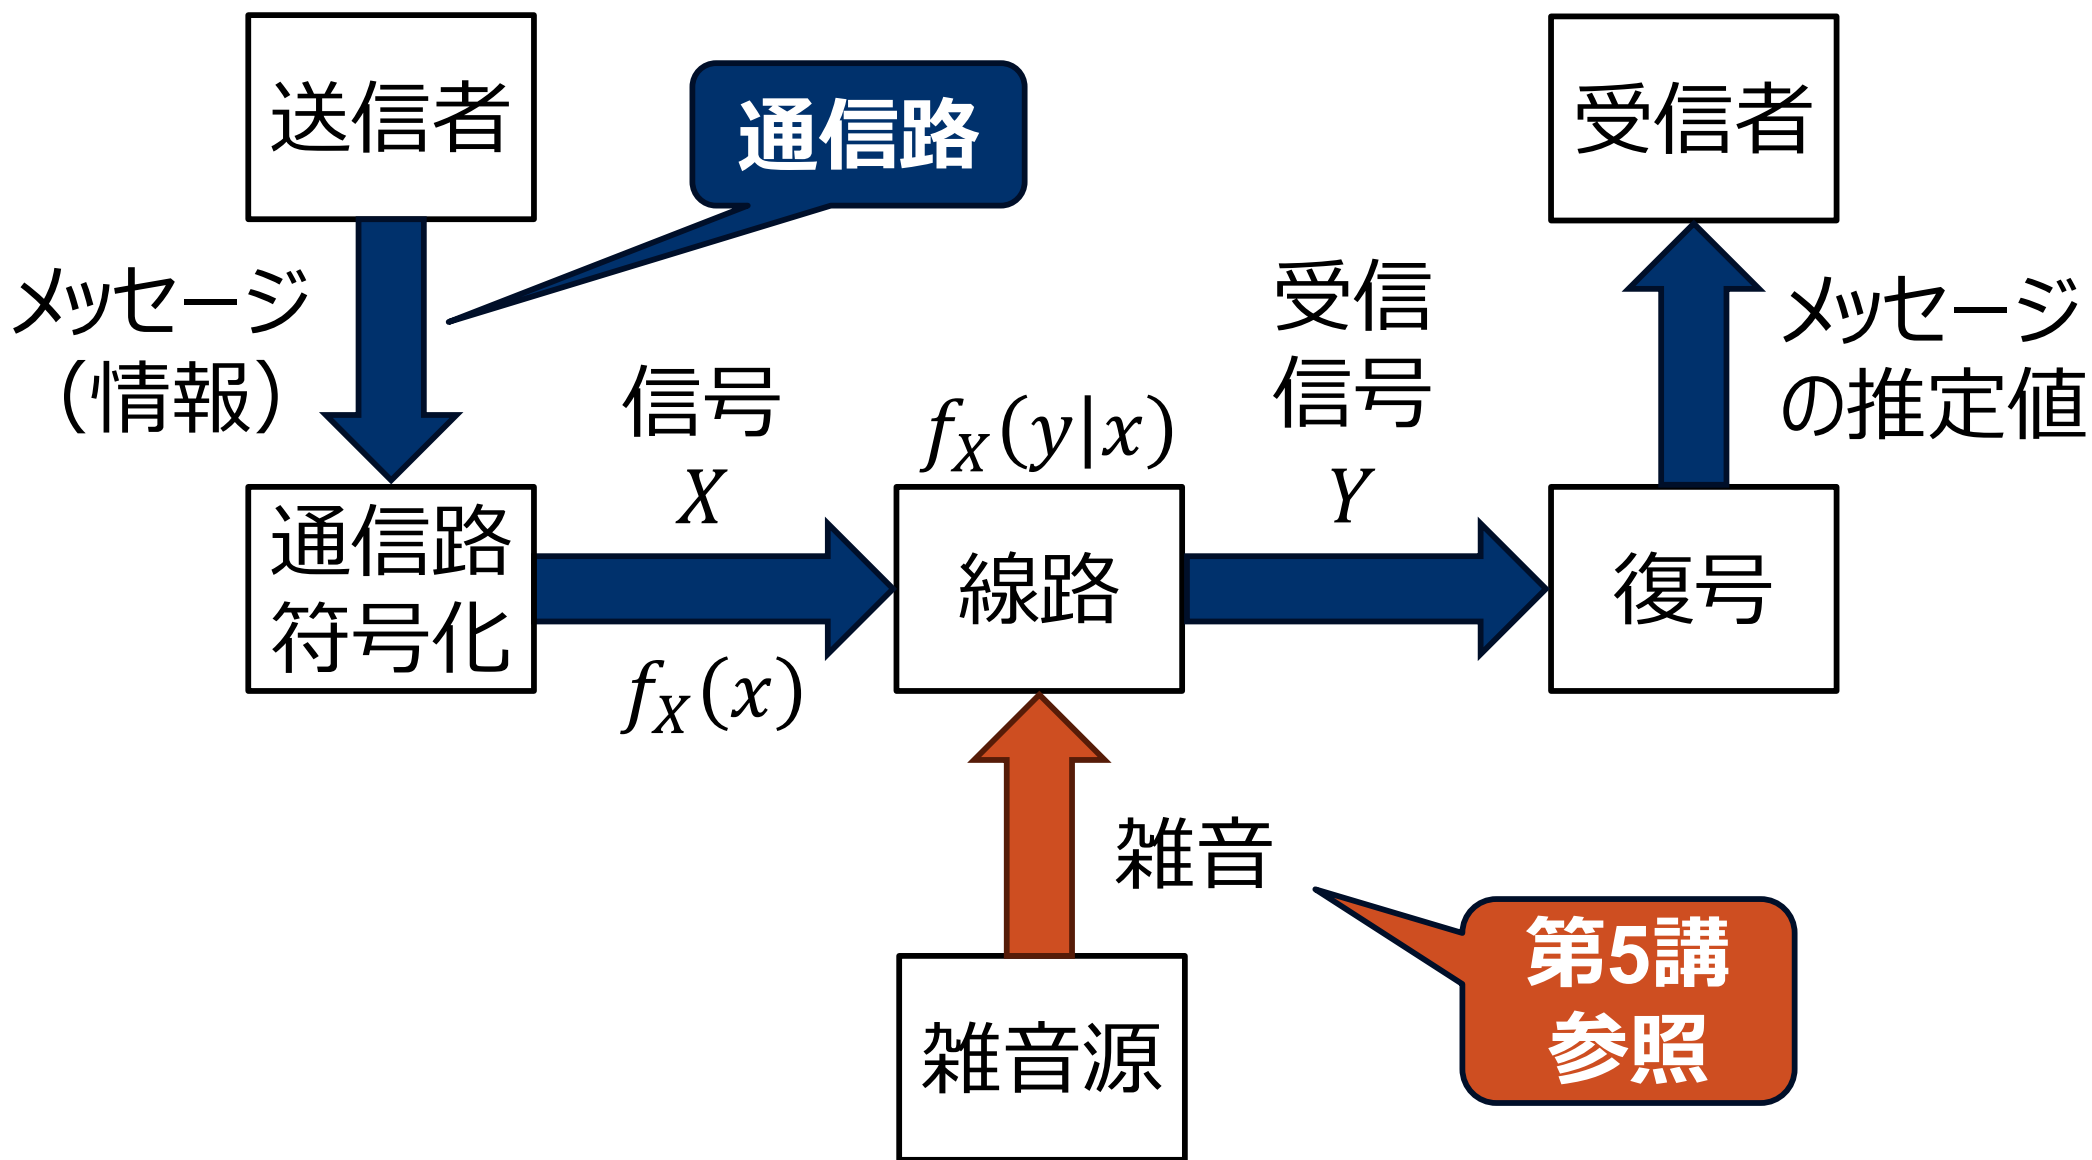 送信者
通信路
受信者
メッセージ
（情報）
信号
X
f_X(y|x)
受信
信号
Y
メッセージ
の推定値
通信路
符号化
f_X(x)
線路
復号
雑音
雑音源
第5講
参照